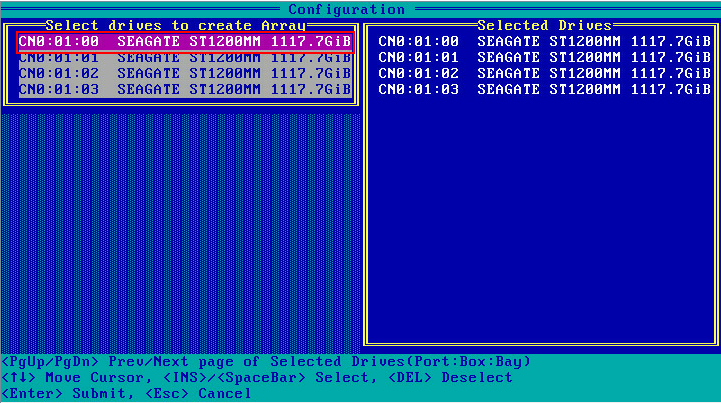 Configuration
Select drives to create Array
CN0:01:00 SEAGATE ST1200MM 1117.7GiB
CN0:01:01 SEAGATE ST1200MM 1117.7GiB
CN0:01:02 SEAGATE ST1200MM 1117.7GiB
CN0:01:03 SEAGATE ST1200MM 1117.7GiB
Selected Drives
CN0:01:00 SEAGATE ST1200MM 1117.7GiB
CN0:01:01 SEAGATE ST1200MM 1117.7GiB
CN0:01:02 SEAGATE ST1200MM 1117.7GiB
CN0:01:03 SEAGATE ST1200MM 1117.7GiB
<PgUp/PgDn> Prev/Next page of Selected Drives(Port:Box:Bay)
<↑↓> Move Cursor, <INS>/<SpaceBar> Select, <DEL> Deselect
<Enter> Submit, <Esc> Cancel